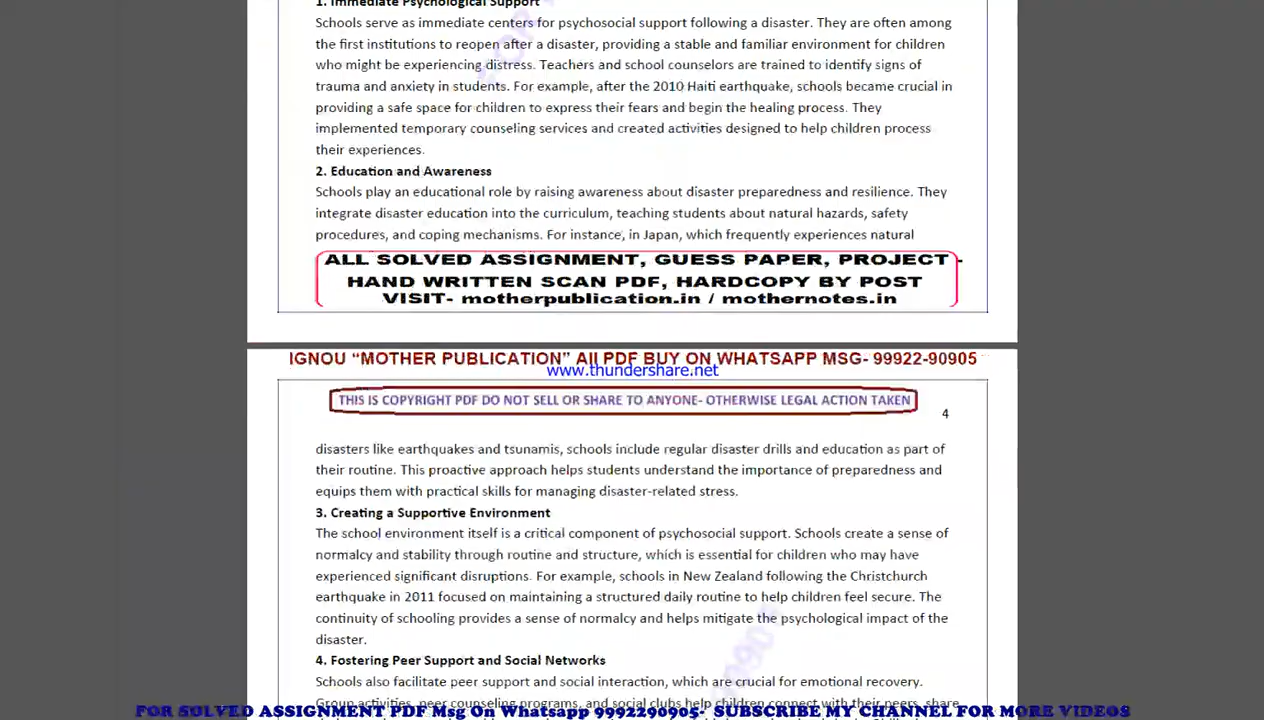 1. Immediate Psychological Support
Schools serve as immediate centers for psychosocial support following a disaster. They are often among
the first institutions to reopen after a disaster, providing a stable and familiar environment for children
who might be experiencing distress. Teachers and school counselors are trained to identify signs of
trauma and anxiety in students. For example, after the 2010 Haiti earthquake, schools became crucial in
providing a safe space for children to express their fears and begin the healing process. They
implemented temporary counseling services and created activities designed to help children process
their experiences.
2. Education and Awareness
Schools play an educational role by raising awareness about disaster preparedness and resilience. They
integrate disaster education into the curriculum, teaching students about natural hazards, safety
procedures, and coping mechanisms. For instance, in Japan, which frequently experiences natural
ALL SOLVED ASSIGNMENT, GUESS PAPER, PROJECT -
HAND WRITTEN SCAN PDF, HARDCOPY BY POST
VISIT- motherpublication.in / mothernotes.in
IGNOU “MOTHER PUBLICATION” All PDF BUY ON WHATSAPP MSG- 99922-90905
www.thundershare.net
THIS IS COPYRIGHT PDF DO NOT SELL OR SHARE TO ANYONE- OTHERWISE LEGAL ACTION TAKEN
4
disasters like earthquakes and tsunamis, schools include regular disaster drills and education as part of
their routine. This proactive approach helps students understand the importance of preparedness and
equips them with practical skills for managing disaster-related stress.
3. Creating a Supportive Environment
The school environment itself is a critical component of psychosocial support. Schools create a sense of
normalcy and stability through routine and structure, which is essential for children who may have
experienced significant disruptions. For example, schools in New Zealand following the Christchurch
earthquake in 2011 focused on maintaining a structured daily routine to help children feel secure. The
continuity of schooling provides a sense of normalcy and helps mitigate the psychological impact of the
disaster.
4. Fostering Peer Support and Social Networks
Schools also facilitate peer support and social interaction, which are crucial for emotional recovery.
Group activities, peer counseling programs, and social clubs help children connect with their peers, share
FOR SOLVED ASSIGNMENT PDF Msg On Whatsapp 9992290905- SUBSCRIBE MY CHANNEL FOR MORE VIDEOS